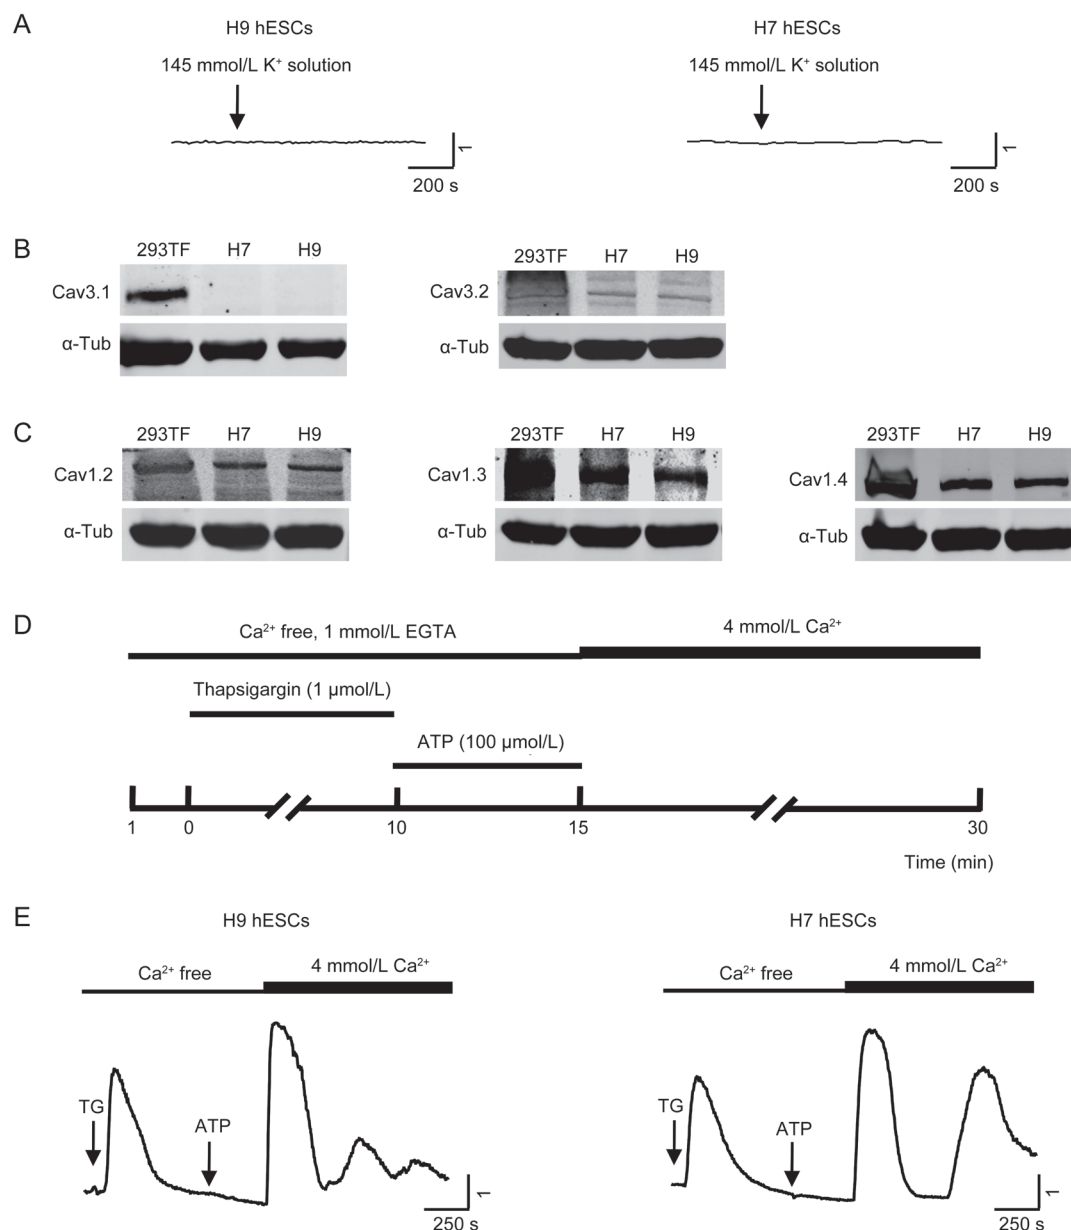 A
H9 hESCs
145 mmol/L K⁺ solution
1
200 s
H7 hESCs
145 mmol/L K⁺ solution
1
200 s
B
293TF H7 H9
Cav3.1
α-Tub
293TF H7 H9
Cav3.2
α-Tub
C
293TF H7 H9
Cav1.2
α-Tub
293TF H7 H9
Cav1.3
α-Tub
293TF H7 H9
Cav1.4
α-Tub
D
Ca²⁺ free, 1 mmol/L EGTA
4 mmol/L Ca²⁺
Thapsigargin (1 μmol/L)
ATP (100 μmol/L)
1 0 10 15 30
Time (min)
E
H9 hESCs
Ca²⁺ free
4 mmol/L Ca²⁺
TG
ATP
1
250 s
H7 hESCs
Ca²⁺ free
4 mmol/L Ca²⁺
TG
ATP
1
250 s